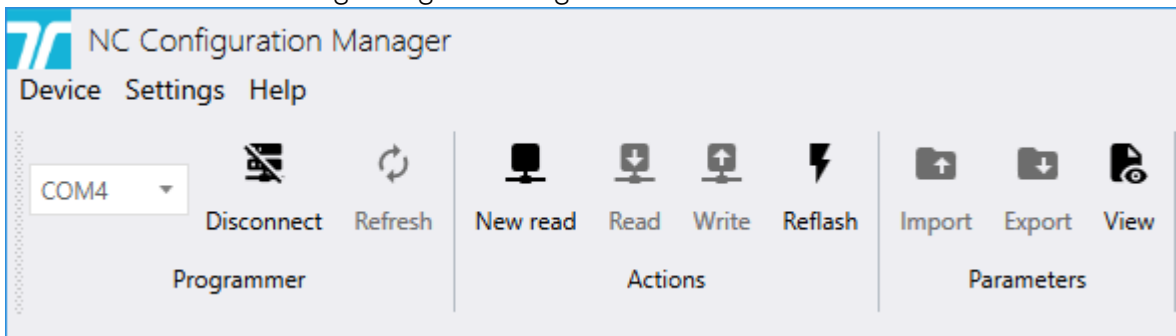 NC Configuration Manager
Device Settings Help
COM4
Disconnect Refresh New read Read Write Reflash Import Export View
Programmer Actions Parameters